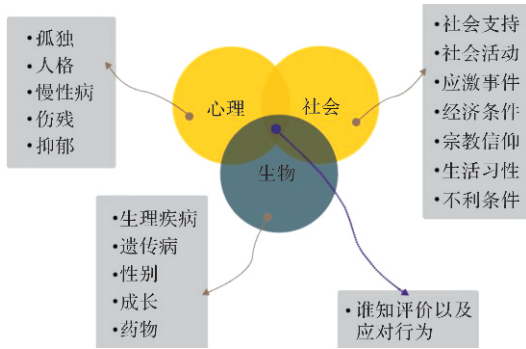 •孤独
•人格
•慢性病
•伤残
•抑郁
心理
社会
生物
•社会支持
•社会活动
•应激事件
•经济条件
•宗教信仰
•生活习性
•不利条件
•生理疾病
•遗传病
•性别
•成长
•药物
•谁知评价以及
应对行为